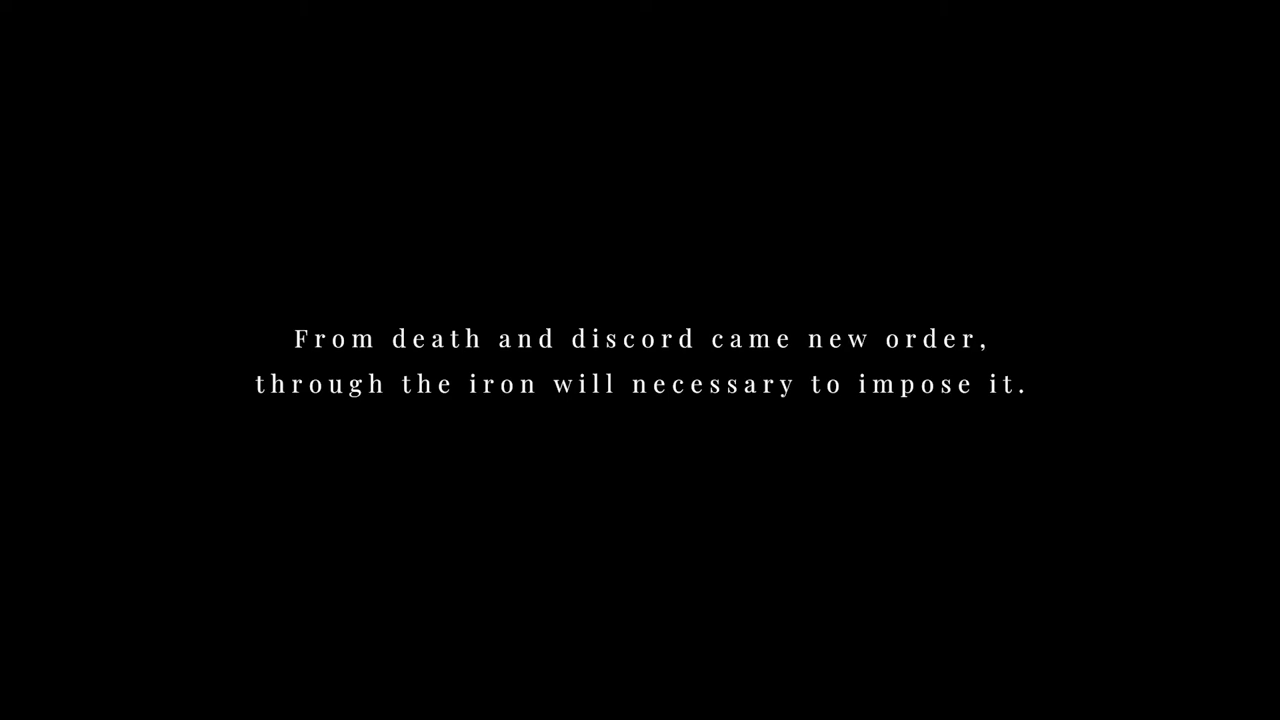 From death and discord came new order,
through the iron will necessary to impose it.